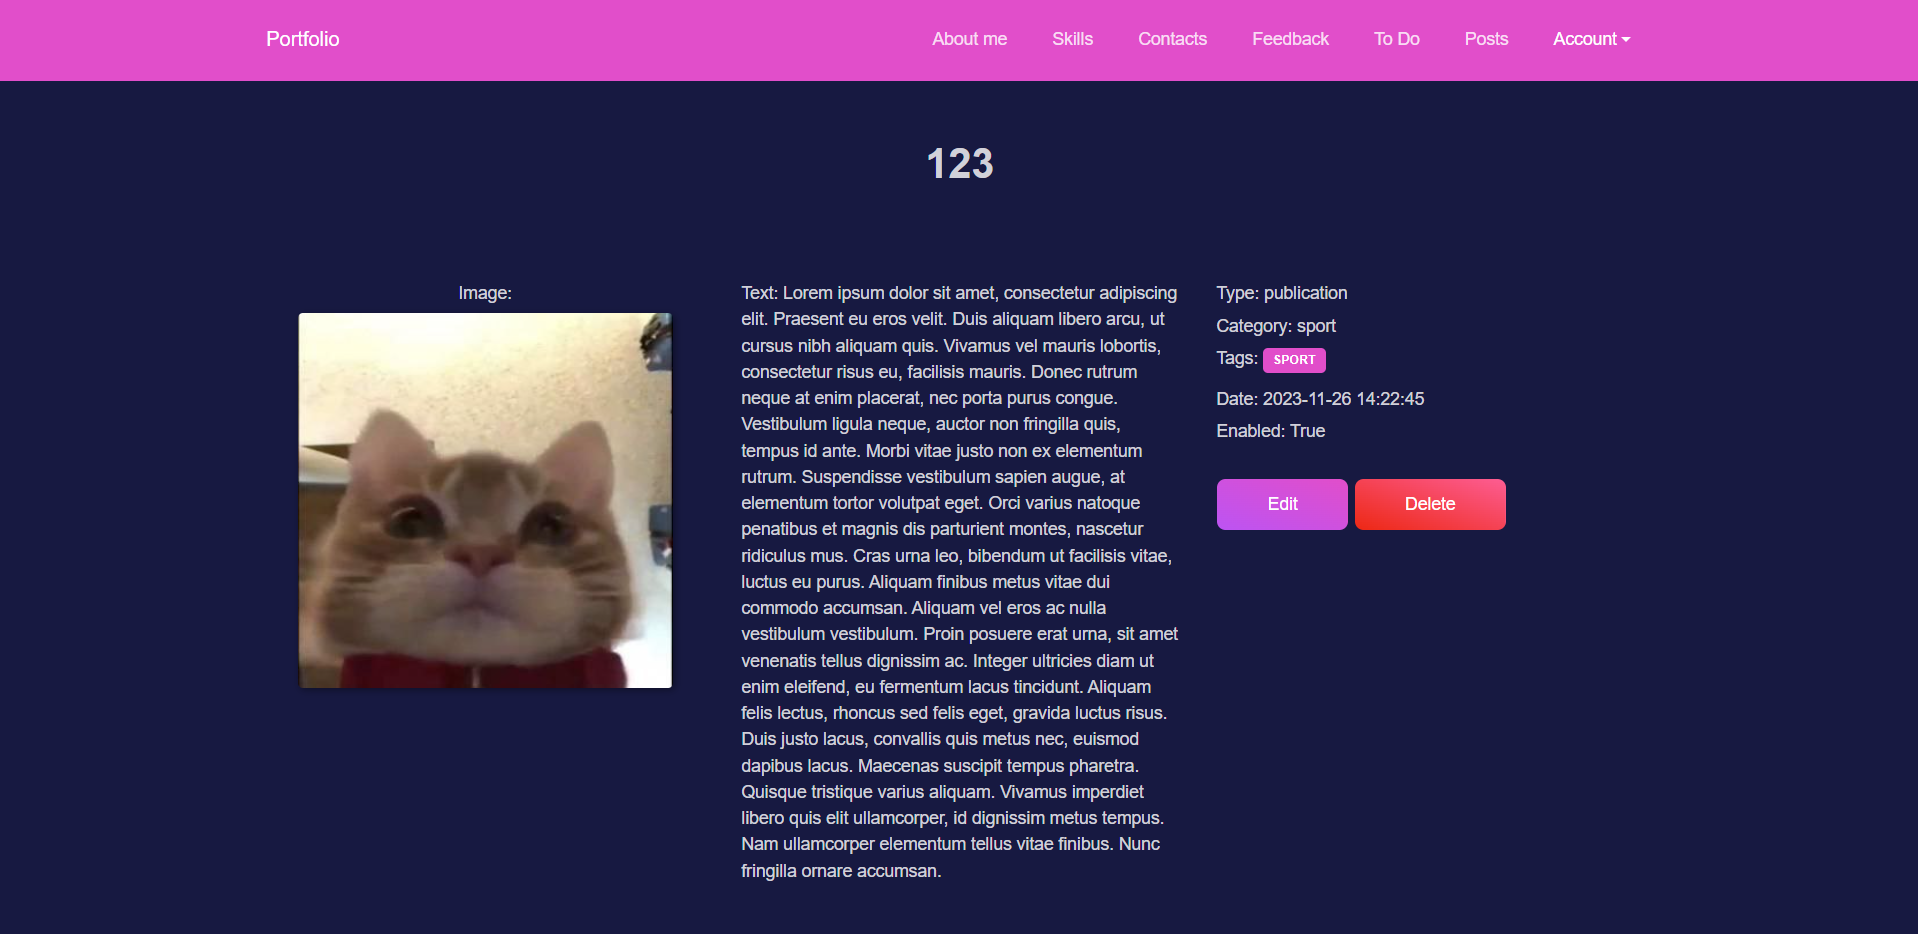 Portfolio
About me Skills Contacts Feedback To Do Posts Account
123
Image:
Text: Lorem ipsum dolor sit amet, consectetur adipiscing
elit. Praesent eu eros velit. Duis aliquam libero arcu, ut
cursus nibh aliquam quis. Vivamus vel mauris lobortis,
consectetur risus eu, facilisis mauris. Donec rutrum
neque at enim placerat, nec porta purus congue.
Vestibulum ligula neque, auctor non fringilla quis,
tempus id ante. Morbi vitae justo non ex elementum
rutrum. Suspendisse vestibulum sapien augue, at
elementum tortor volutpat eget. Orci varius natoque
penatibus et magnis dis parturient montes, nascetur
ridiculus mus. Cras urna leo, bibendum ut facilisis vitae,
luctus eu purus. Aliquam finibus metus vitae dui
commodo accumsan. Aliquam vel eros ac nulla
vestibulum vestibulum. Proin posuere erat urna, sit amet
venenatis tellus dignissim ac. Integer ultricies diam ut
enim eleifend, eu fermentum lacus tincidunt. Aliquam
felis lectus, rhoncus sed felis eget, gravida luctus risus.
Duis justo lacus, convallis quis metus nec, euismod
dapibus lacus. Maecenas suscipit tempus pharetra.
Quisque tristique varius aliquam. Vivamus imperdiet
libero quis elit ullamcorper, id dignissim metus tempus.
Nam ullamcorper elementum tellus vitae finibus. Nunc
fringilla ornare accumsan.
Type: publication
Category: sport
Tags: SPORT
Date: 2023-11-26 14:22:45
Enabled: True
Edit Delete